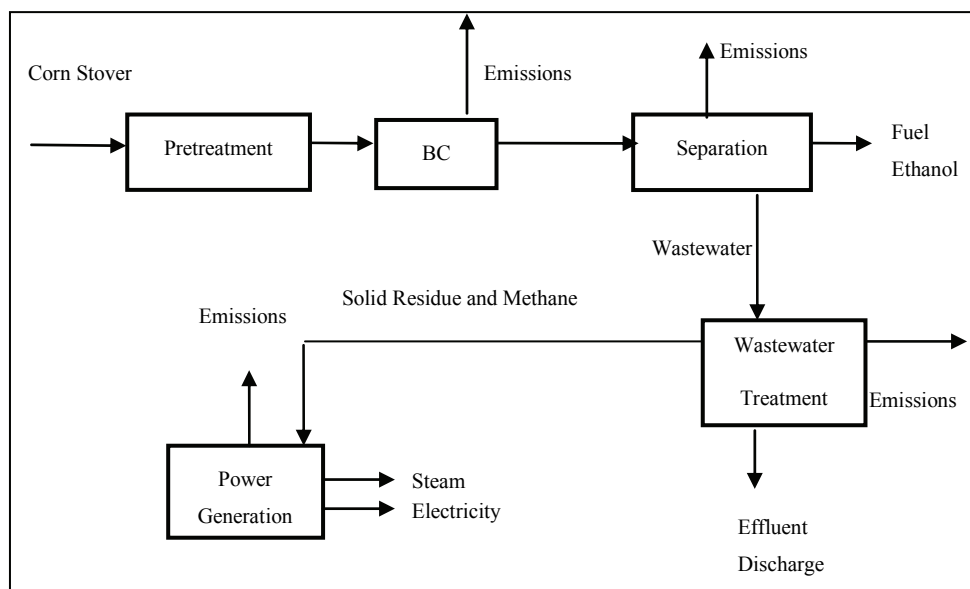 Emissions
Emissions
Corn Stover
Pretreatment
BC
Separation
Fuel
Ethanol
Wastewater
Solid Residue and Methane
Emissions
Wastewater
Treatment
Emissions
Power
Generation
Steam
Electricity
Effluent
Discharge